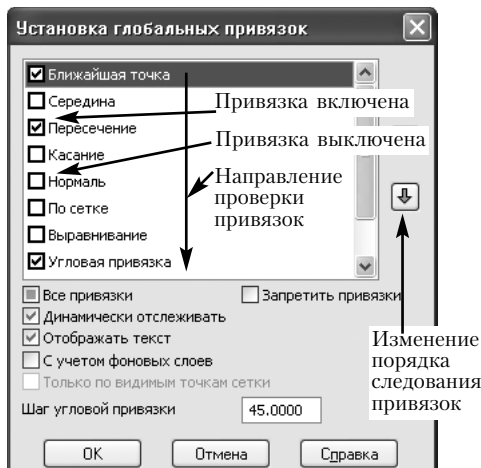 Установка глобальных привязок
Ближайшая точка
Середина
Привязка включена
Пересечение
Привязка выключена
Касание
Нормаль
Направление
проверки
привязок
По сетке
Выравнивание
Угловая привязка
Все привязки
Запретить привязки
Динамически отслеживать
Отображать текст
С учетом фоновых слоев
Только по видимым точкам сетки
Изменение
порядка
следования
привязок
Шаг угловой привязки
45.0000
OK
Отмена
Справка